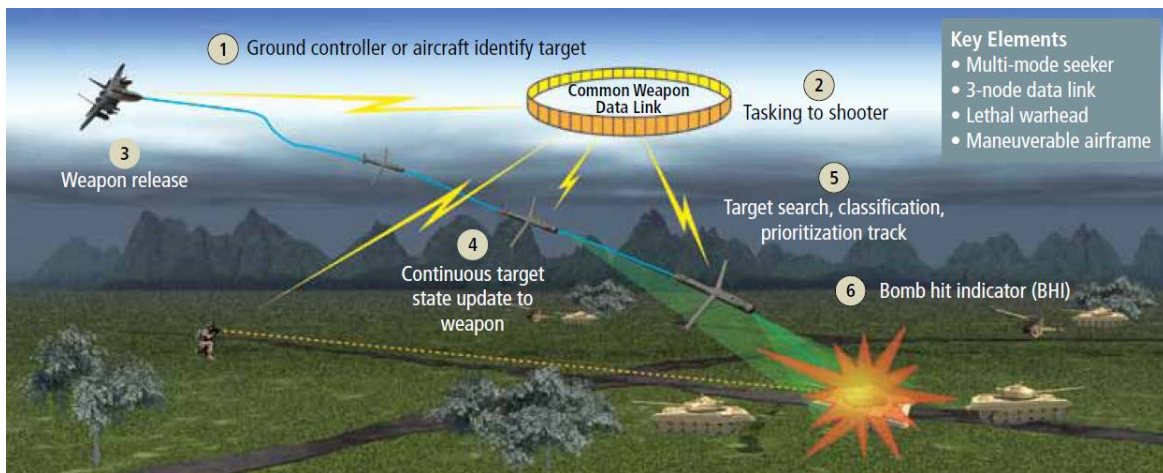 1 Ground controller or aircraft identify target
Common Weapon
Data Link
2
Tasking to shooter
Key Elements
• Multi-mode seeker
• 3-node data link
• Lethal warhead
• Maneuverable airframe
3
Weapon release
4
Continuous target
state update to
weapon
5
Target search, classification,
prioritization track
6 Bomb hit indicator (BHI)